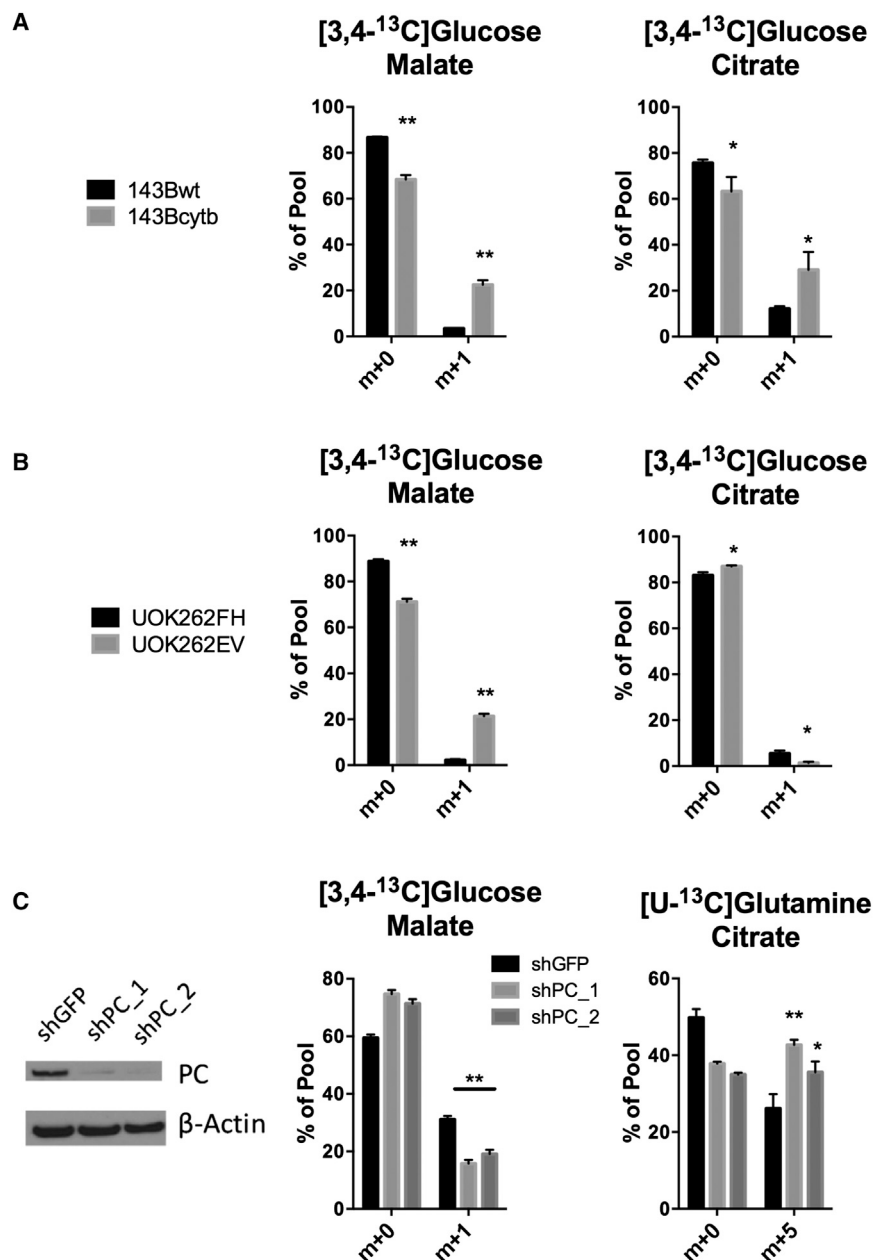 A
[3,4-¹³C]Glucose
Malate
[3,4-¹³C]Glucose
Citrate
143Bwt
143Bcytb
% of Pool
100
80
60
40
20
0
**
**
m+0
m+1
% of Pool
100
80
60
40
20
0
*
*
m+0
m+1
B
[3,4-¹³C]Glucose
Malate
[3,4-¹³C]Glucose
Citrate
UOK262FH
UOK262EV
% of Pool
100
80
60
40
20
0
**
**
m+0
m+1
% of Pool
100
80
60
40
20
0
*
*
m+0
m+1
C
shGFP
shPC_1
shPC_2
PC
β-Actin
[3,4-¹³C]Glucose
Malate
shGFP
shPC_1
shPC_2
% of Pool
80
60
40
20
0
**
m+0
m+1
[U-¹³C]Glutamine
Citrate
% of Pool
60
40
20
0
**
*
m+0
m+5